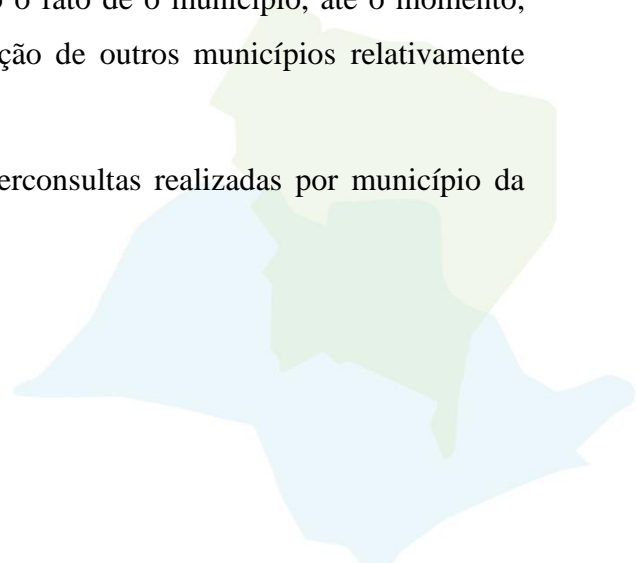 o fato de o município, até o momento,
ção de outros municípios relativamente
erconsultas realizadas por município da